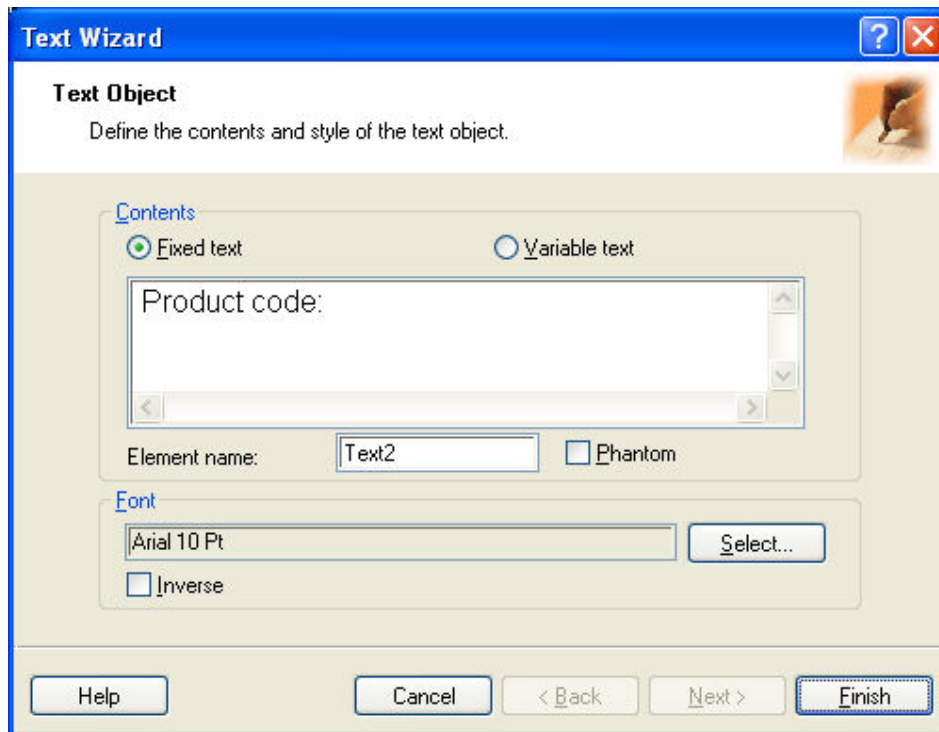 Text Wizard ?
Text Object
Define the contents and style of the text object.
Contents
Fixed text Variable text
Product code:
Element name: Text2 Phantom
Font
Arial 10 Pt Select...
Inverse
Help Cancel < Back Next > Finish